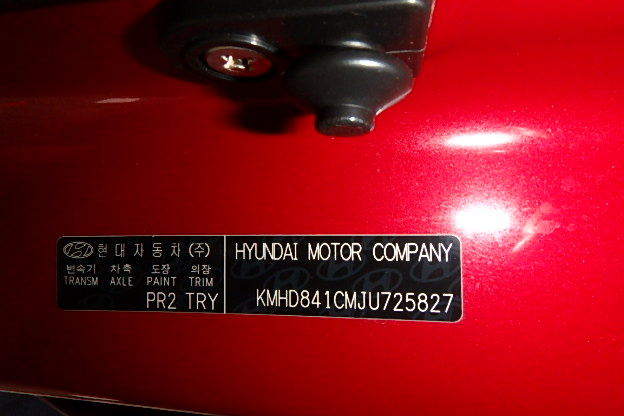 현대자동차(주)
변속기 차축 도장 의장
TRANSM AXLE PAINT TRIM
PR2 TRY
HYUNDAI MOTOR COMPANY
KMHD841CMJU725827